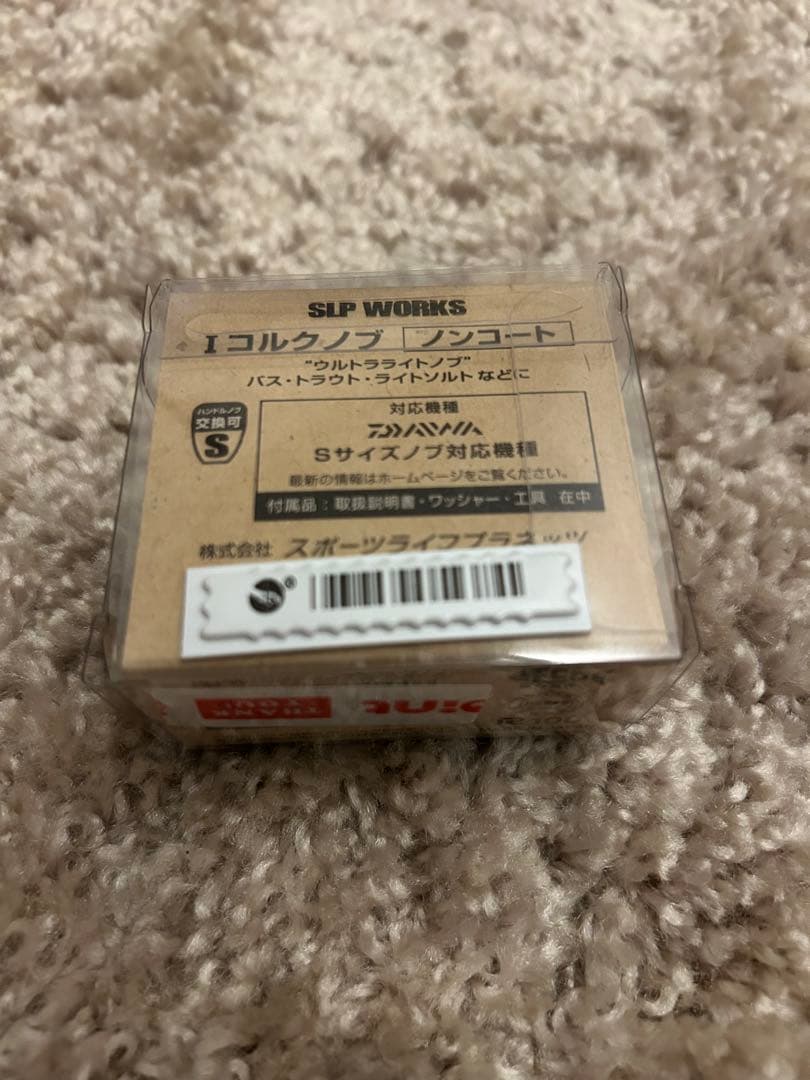 SLP WORKS
I コルクノブ ノンコート
"ウルトラライトノブ"
バス・トラウト・ライトソルト などに
ハンドルノブ
交換可
S
対応機種
DAIWA
Sサイズノブ対応機種
最新の情報はホームページをご覧ください。
付属品：取扱説明書・ワッシャー・工具 在中
株式会社 スポーツライフプラネッツ